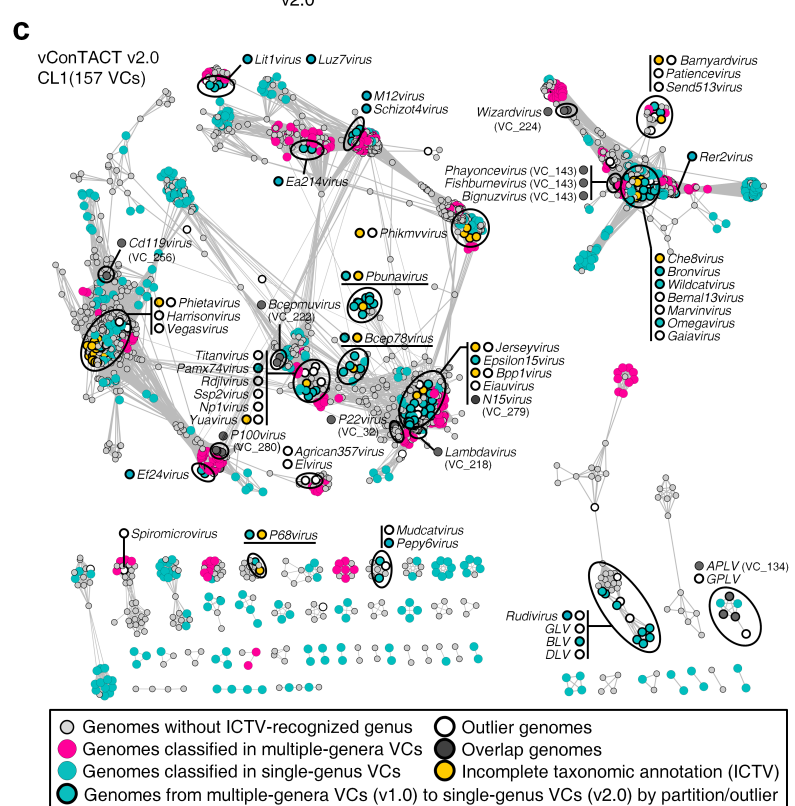 v2.0
c
vConTACT v2.0
CL1(157 VCs)
Lit1virus Luz7virus
M12virus
Schizot4virus
Ea214virus
Barnyardvirus
Patiencevirus
Send513virus
Wizardvirus
(VC_224)
Rer2virus
Phayoncevirus (VC_143)
Fishburnevirus (VC_143)
Bignuzvirus (VC_143)
Phikmvvirus
Cd119virus
(VC_256)
Pbunavirus
Che8virus
Bronvirus
Wildcatvirus
Bernal13virus
Marvinvirus
Omegavirus
Gaiavirus
Phietavirus
Harrisonvirus
Vegasvirus
Bcepmuvirus
(VC_222)
Bcep78virus
Titanvirus
Pamx74virus
Rdjlvirus
Ssp2virus
Np1virus
Yuavirus
Jerseyvirus
Epsilon15virus
Bpp1virus
Eiauvirus
N15virus
(VC_279)
P22virus
(VC_32)
P100virus
(VC_280)
Agrican357virus
Elvirus
Lambdavirus
(VC_218)
Ef24virus
Spiromicrovirus
P68virus
Mudcatvirus
Pepy6virus
APLV (VC_134)
GPLV
Rudivirus
GLV
BLV
DLV
Genomes without ICTV-recognized genus
Outlier genomes
Genomes classified in multiple-genera VCs
Overlap genomes
Genomes classified in single-genus VCs
Incomplete taxonomic annotation (ICTV)
Genomes from multiple-genera VCs (v1.0) to single-genus VCs (v2.0) by partition/outlier